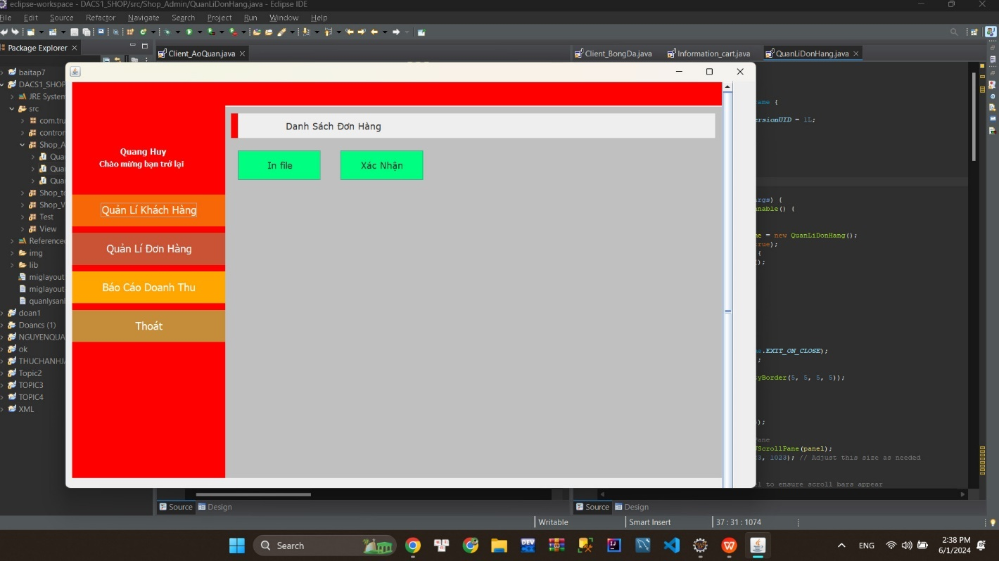 eclipse-workspace - DACS1_SHOP/src/Shop_Admin/QuanLiDonHang.java - Eclipse IDE
File Edit Source Refactor Navigate Search Project Run Window Help
Package Explorer
Client_AoQuan.java
Client_BongDa.java
Information_cart.java
QuanLiDonHang.java
baitap7
DACS1_SHOP
JRE System
src
com.tru
contron
Shop_A
Qua
Qua
Qua
Shop_to
Shop_V
Test
View
Referenced
img
lib
miglayout
miglayout
quanlysanl
doan1
Doancs (1)
NGUYENQUA
ok
THUCHANHJ
Topic2
TOPIC3
TOPIC4
XML
Quang Huy
Chào mừng bạn trở lại
Quản Lí Khách Hàng
Quản Lí Đơn Hàng
Báo Cáo Doanh Thu
Thoát
Danh Sách Đơn Hàng
In file
Xác Nhận
ame {
ersionUID = 1L;
rgs) {
nnable() {
me = new QuanLiDonHang();
rue);
{
();
e.EXIT_ON_CLOSE);
;
yBorder(5, 5, 5, 5));
);
Pane
JScrollPane(panel);
3, 1023); // Adjust this size as needed
l to ensure scroll bars appear
Source Design
Source Design
Writable
Smart Insert
37 : 31 : 1074
Search
DEV
ENG
2:38 PM
6/1/2024